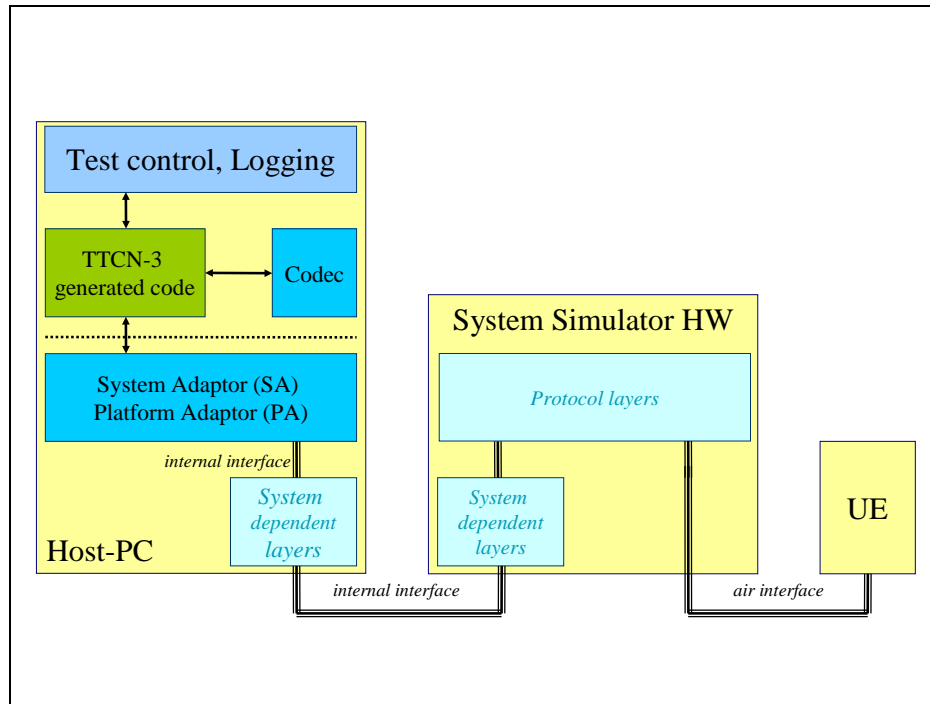 Test control, Logging
TTCN-3
generated code
Codec
System Adaptor (SA)
Platform Adaptor (PA)
internal interface
System
dependent
layers
Host-PC
internal interface
System Simulator HW
Protocol layers
System
dependent
layers
air interface
UE